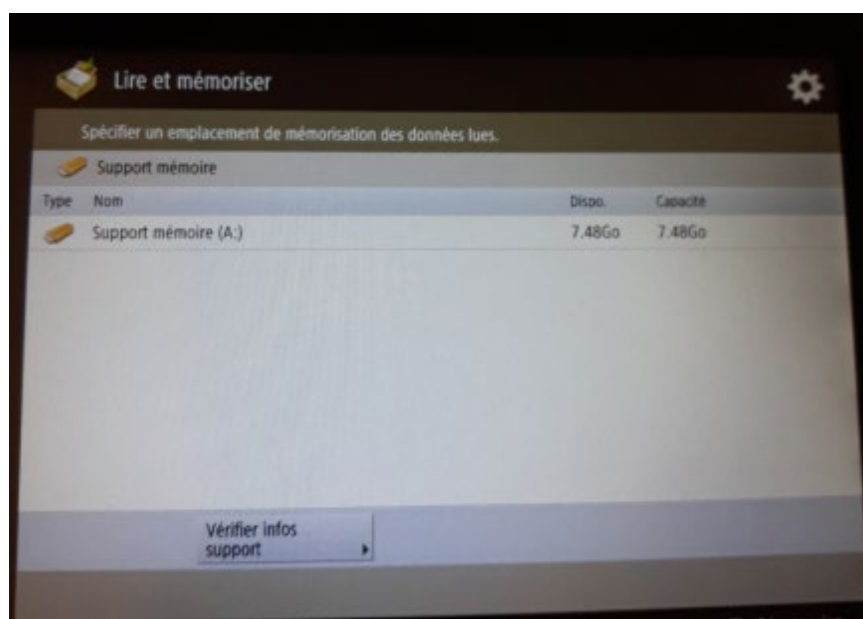 Lire et mémoriser
Spécifier un emplacement de mémorisation des données lues.
Support mémoire
Type Nom Dispo. Capacité
Support mémoire (A:) 7.48Go 7.48Go
Vérifier infos
support